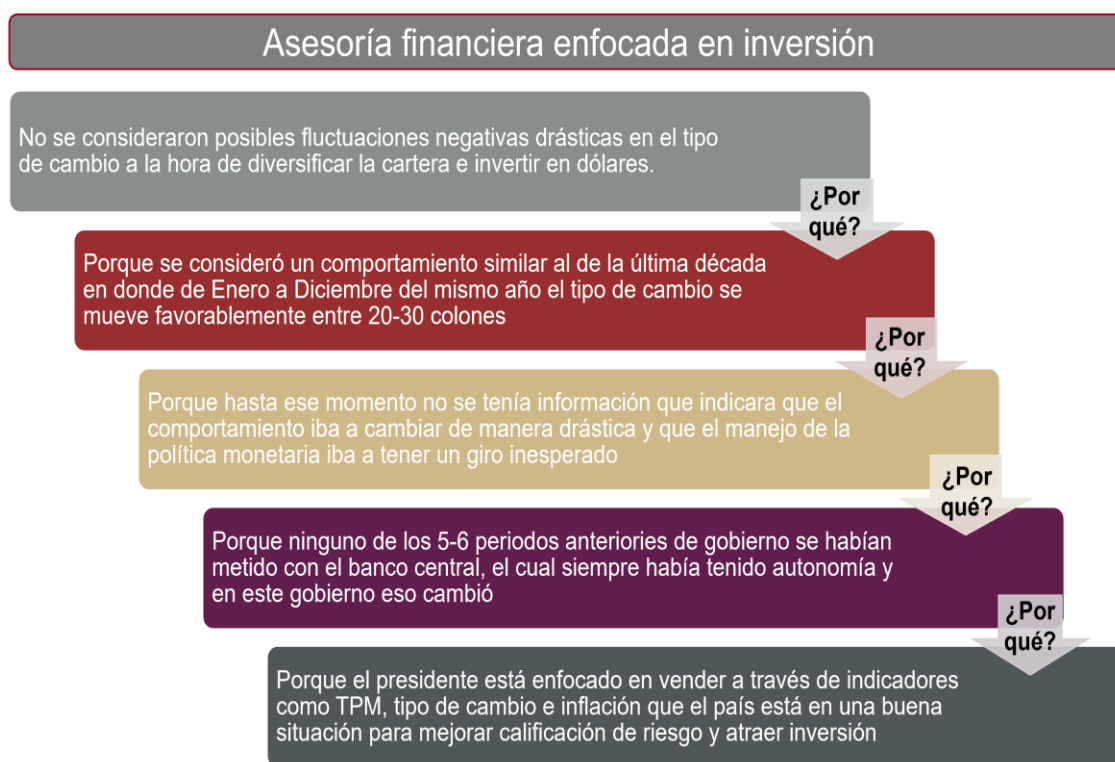 Asesoría financiera enfocada en inversión
No se consideraron posibles fluctuaciones negativas drásticas en el tipo
de cambio a la hora de diversificar la cartera e invertir en dólares.
¿Por
qué?
Porque se consideró un comportamiento similar al de la última década
en donde de Enero a Diciembre del mismo año el tipo de cambio se
mueve favorablemente entre 20-30 colones
¿Por
qué?
Porque hasta ese momento no se tenía información que indicara que el
comportamiento iba a cambiar de manera drástica y que el manejo de la
política monetaria iba a tener un giro inesperado
¿Por
qué?
Porque ninguno de los 5-6 periodos anteriories de gobierno se habían
metido con el banco central, el cual siempre había tenido autonomía y
en este gobierno eso cambió
¿Por
qué?
Porque el presidente está enfocado en vender a través de indicadores
como TPM, tipo de cambio e inflación que el país está en una buena
situación para mejorar calificación de riesgo y atraer inversión